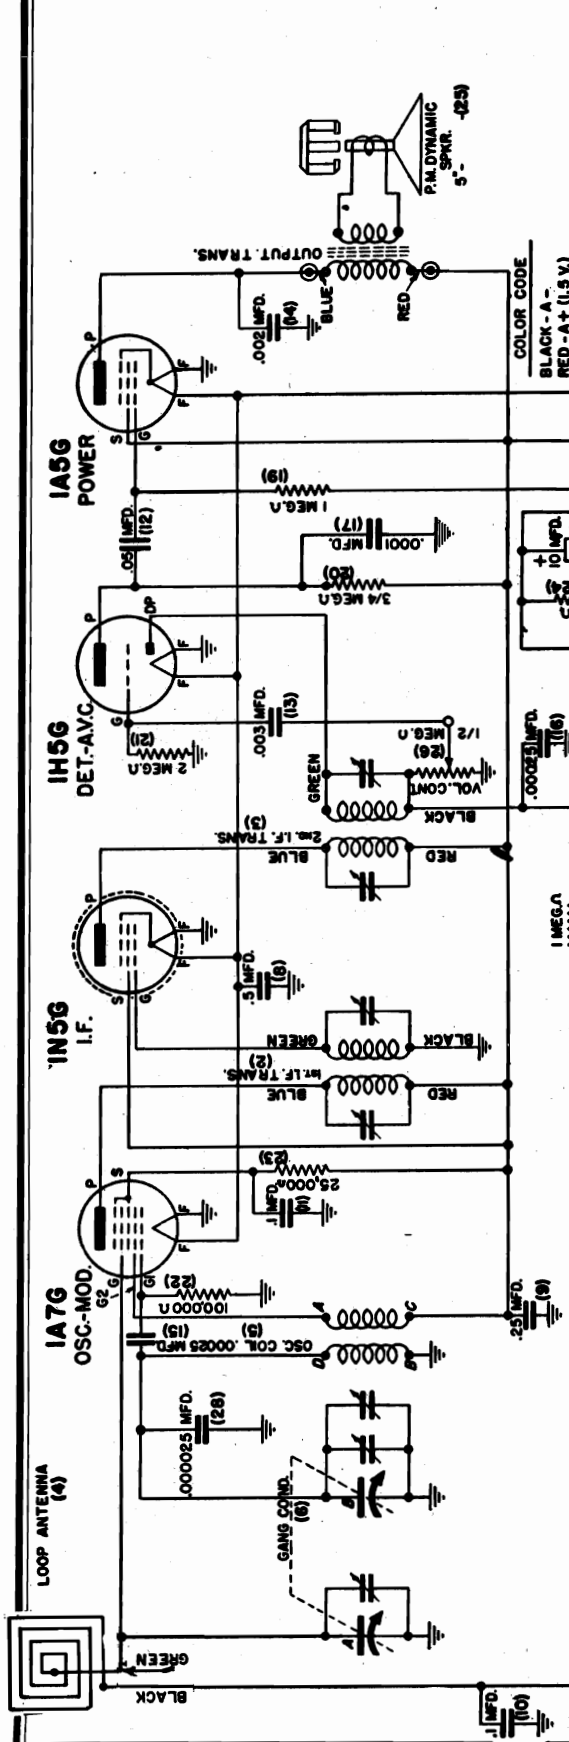 LOOP ANTENNA
(4)
GREEN
BLACK
.1 MFD.
(10)
A
GANG COND.
(6)
B
.000025 MFD.
(28)
1A7G
OSC.-MOD.
G2
G
G
P
S
F
F
(15)
.00025 MFD.
OSC. COIL
(5)
100,000 Ω
(22)
D
B
A
C
.25 MFD.
(9)
.1 MFD.
(11)
25,000Ω
(23)
1ST. I.F. TRANS.
(2)
BLUE
RED
GREEN
BLACK
1N5G
I.F.
P
S
G
F
F
.5 MFD.
(8)
2ND. I.F. TRANS.
(3)
BLUE
RED
GREEN
BLACK
1H5G
DET.-A.V.C.
P
DP
G
F
F
2 MEG.Ω
(21)
.003 MFD.
(13)
1/2
MEG.Ω
(26)
VOL.CONT.
.00025 MFD.
(16)
1 MEG.Ω
.05 MFD.
(12)
3/4 MEG.Ω
(20)
.0001
MFD.
(17)
1 MEG.Ω
(19)
+
10 MFD.
1A5G
POWER
P
S
G
F
F
.002 MFD.
(14)
OUTPUT. TRANS.
BLUE
RED
P.M. DYNAMIC
SPKR.
5"- -(25)
COLOR CODE
BLACK - A -
RED - A + (1.5 V.)